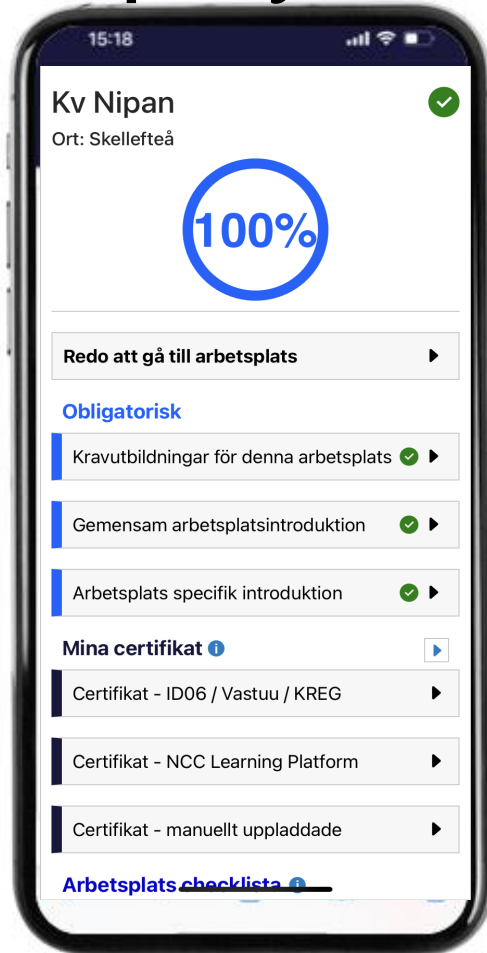 15:18
Kv Nipan
Ort: Skellefteå
100%
Redo att gå till arbetsplats
Obligatorisk
Kravutbildningar för denna arbetsplats
Gemensam arbetsplatsintroduktion
Arbetsplats specifik introduktion
Mina certifikat
Certifikat - ID06 / Vastuu / KREG
Certifikat - NCC Learning Platform
Certifikat - manuellt uppladdade
Arbetsplats checklista